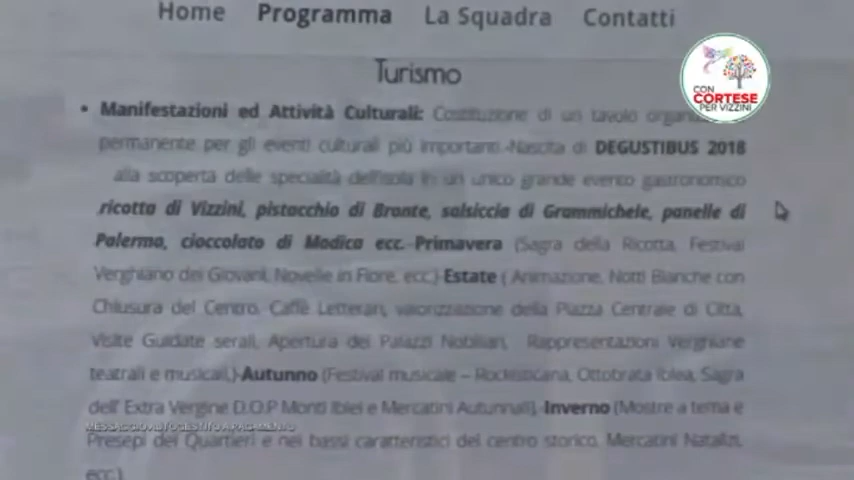 Home Programma La Squadra Contatti
Turismo
CON
CORTESE
PER VIZZINI
• Manifestazioni ed Attività Culturali: Costituzione di un tavolo
permanente per gli eventi culturali più importanti -Nascita di DEGUSTIBUS 2018
alla scoperta delle specialità dell'isola in un unico grande evento gastronomico
ricotta di Vizzini, pistacchio di Bronte, salsiccia di Grammichele, panelle di
Palermo, cioccolato di Modica ecc.-Primavera (Sagra della Ricotta, Festival
Verghiano dei Giovani, Novelle in Fiore, ecc.)-Estate ( Animazione, Notti Bianche con
Chiusura del Centro, Caffè Letterari, valorizzazione della Piazza Centrale di Città,
Visite Guidate serali, Apertura dei Palazzi Nobiliari, Rappresentazioni Verghiane
teatrali e musicali,)-Autunno (Festival musicale – Rocksticana, Ottobrata Iblea, Sagra
dell' Extra Vergine D.O.P Monti Iblei e Mercatini Autunnali),-Inverno (Mostre a tema e
MESSAGGIO AUTOGESTITO A PAGAMENTO
Presepi dei Quartieri e nei bassi caratteristici del centro storico, Mercatini Natalizi,
ecc.)